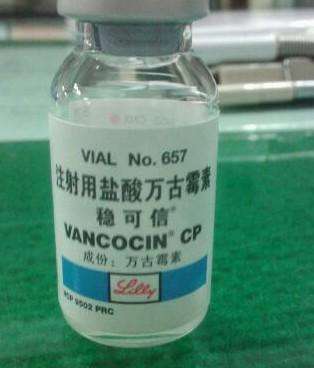 VIAL No. 657
注射用盐酸万古霉素
稳可信®
VANCOCIN® CP
成份：万古霉素
Lilly
PRC